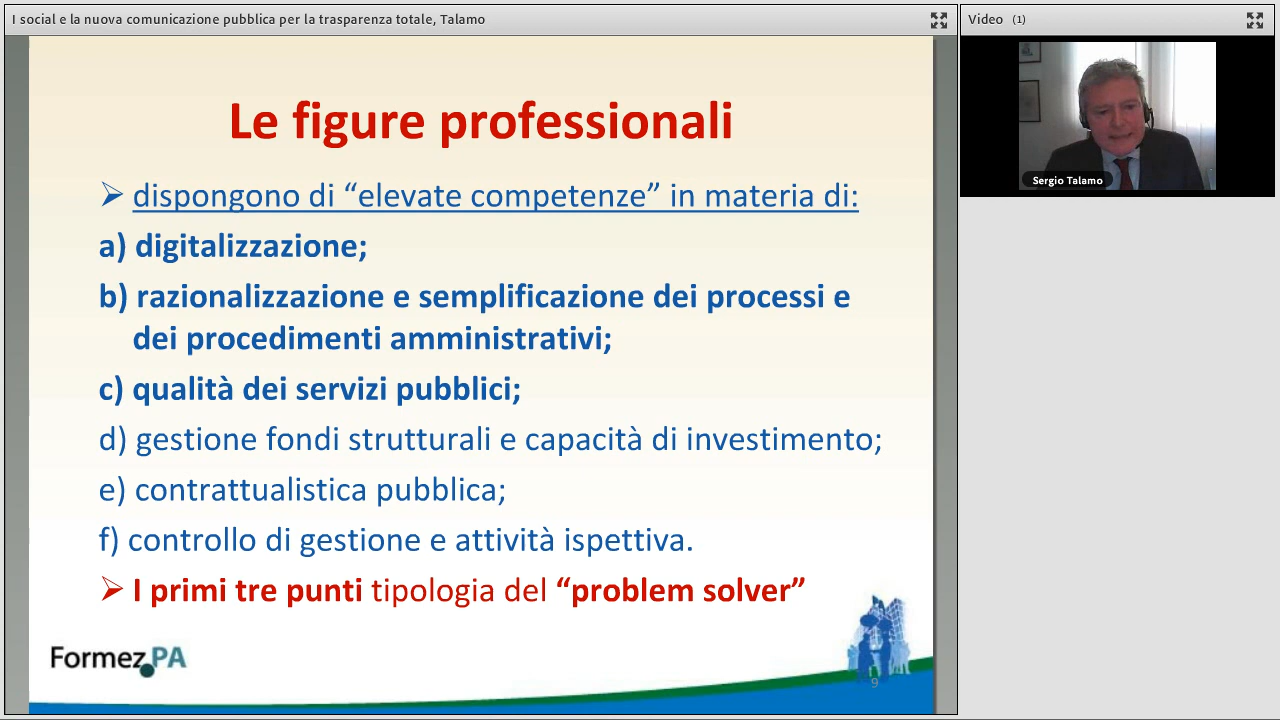 I social e la nuova comunicazione pubblica per la trasparenza totale, Talamo
Video (1)
Sergio Talamo
Le figure professionali
dispongono di “elevate competenze” in materia di:
a) digitalizzazione;
b) razionalizzazione e semplificazione dei processi e
dei procedimenti amministrativi;
c) qualità dei servizi pubblici;
d) gestione fondi strutturali e capacità di investimento;
e) contrattualistica pubblica;
f) controllo di gestione e attività ispettiva.
I primi tre punti tipologia del “problem solver”
Formez PA
9